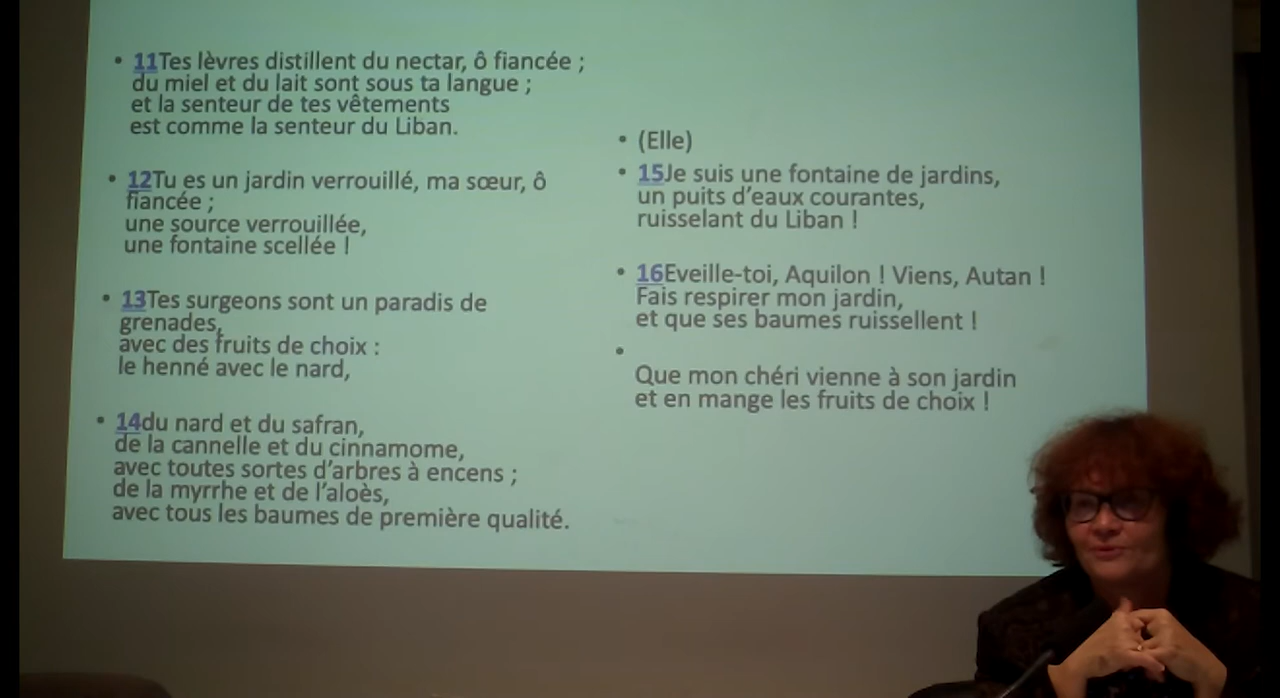 • 11Tes lèvres distillent du nectar, ô fiancée ;
du miel et du lait sont sous ta langue ;
et la senteur de tes vêtements
est comme la senteur du Liban.
• 12Tu es un jardin verrouillé, ma sœur, ô
fiancée ;
une source verrouillée,
une fontaine scellée !
• 13Tes surgeons sont un paradis de
grenades,
avec des fruits de choix :
le henné avec le nard,
• 14du nard et du safran,
de la cannelle et du cinnamome,
avec toutes sortes d’arbres à encens ;
de la myrrhe et de l’aloès,
avec tous les baumes de première qualité.
• (Elle)
• 15Je suis une fontaine de jardins,
un puits d’eaux courantes,
ruisselant du Liban !
• 16Eveille-toi, Aquilon ! Viens, Autan !
Fais respirer mon jardin,
et que ses baumes ruissellent !
•
Que mon chéri vienne à son jardin
et en mange les fruits de choix !